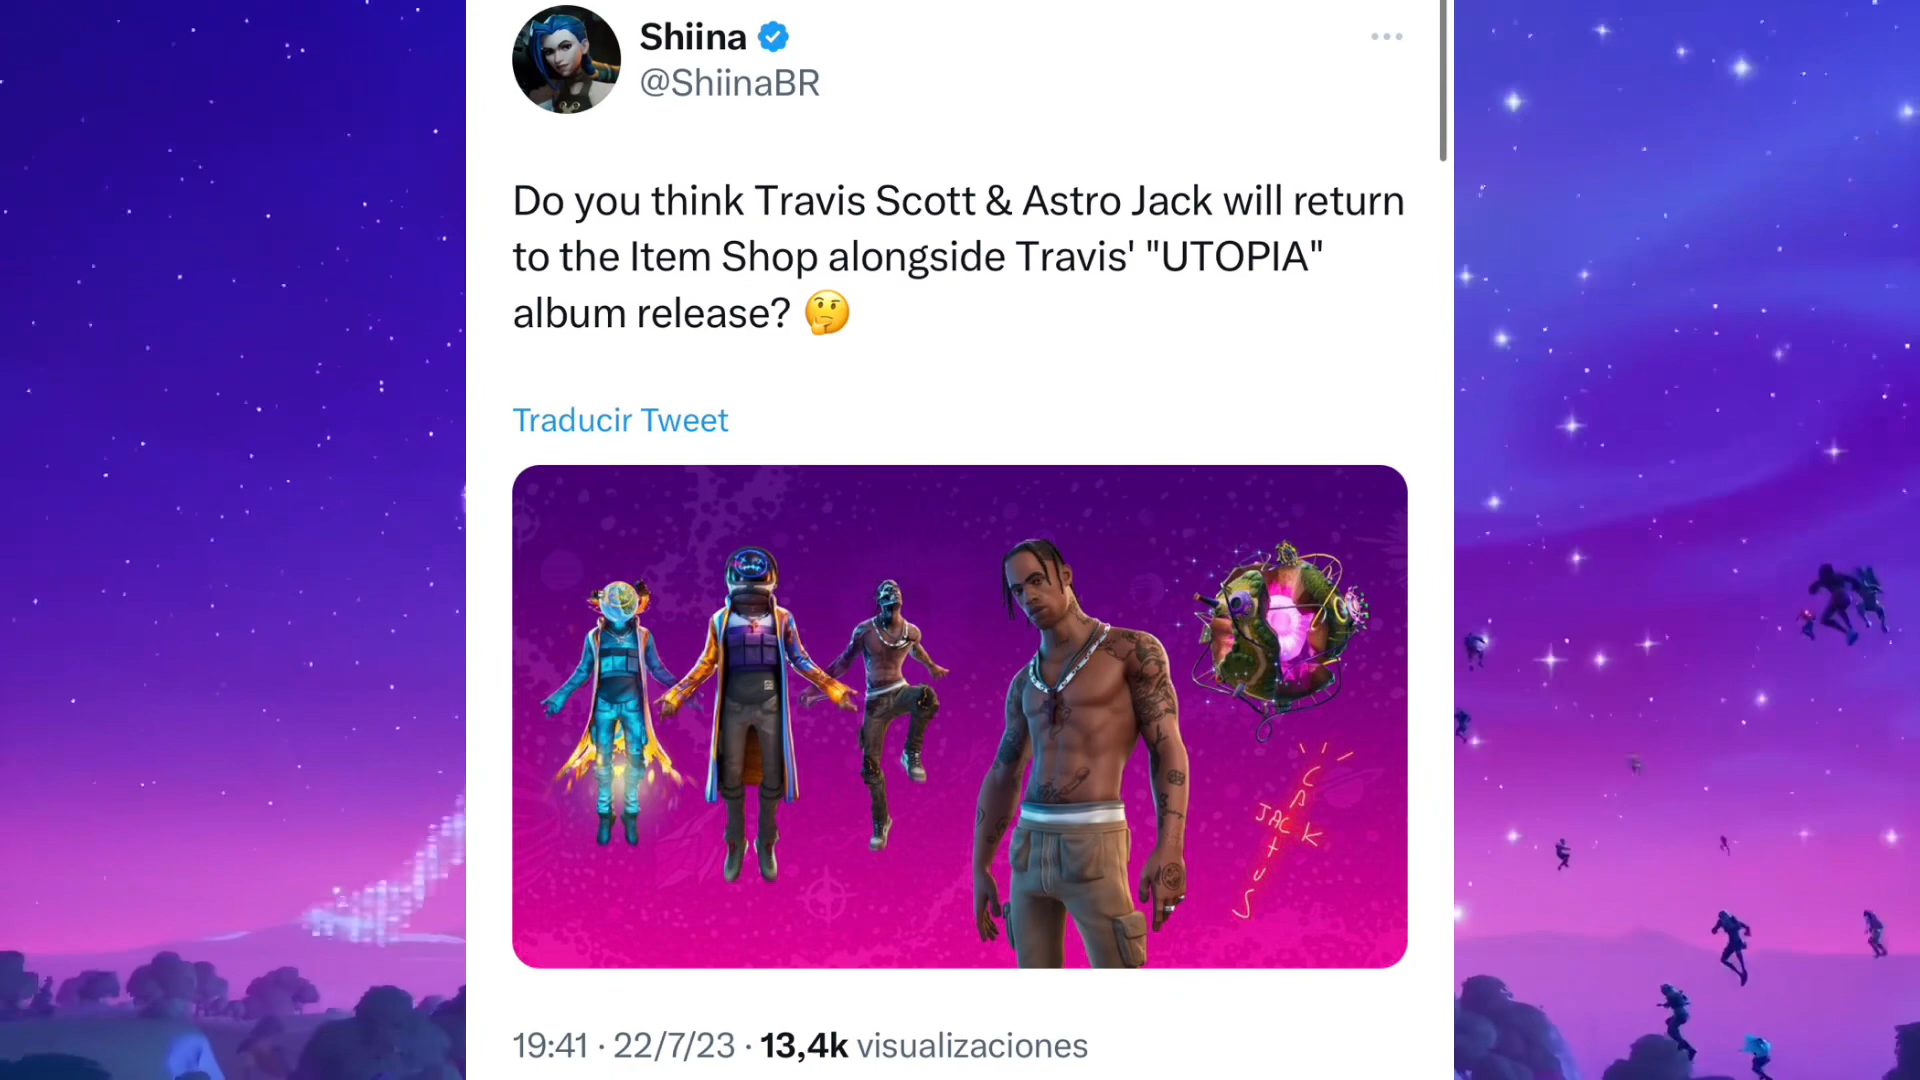 Shiina
@ShiinaBR
Do you think Travis Scott & Astro Jack will return
to the Item Shop alongside Travis' "UTOPIA"
album release? 🤔
Traducir Tweet
CACTUS
JACK
19:41 · 22/7/23 · 13,4k visualizaciones